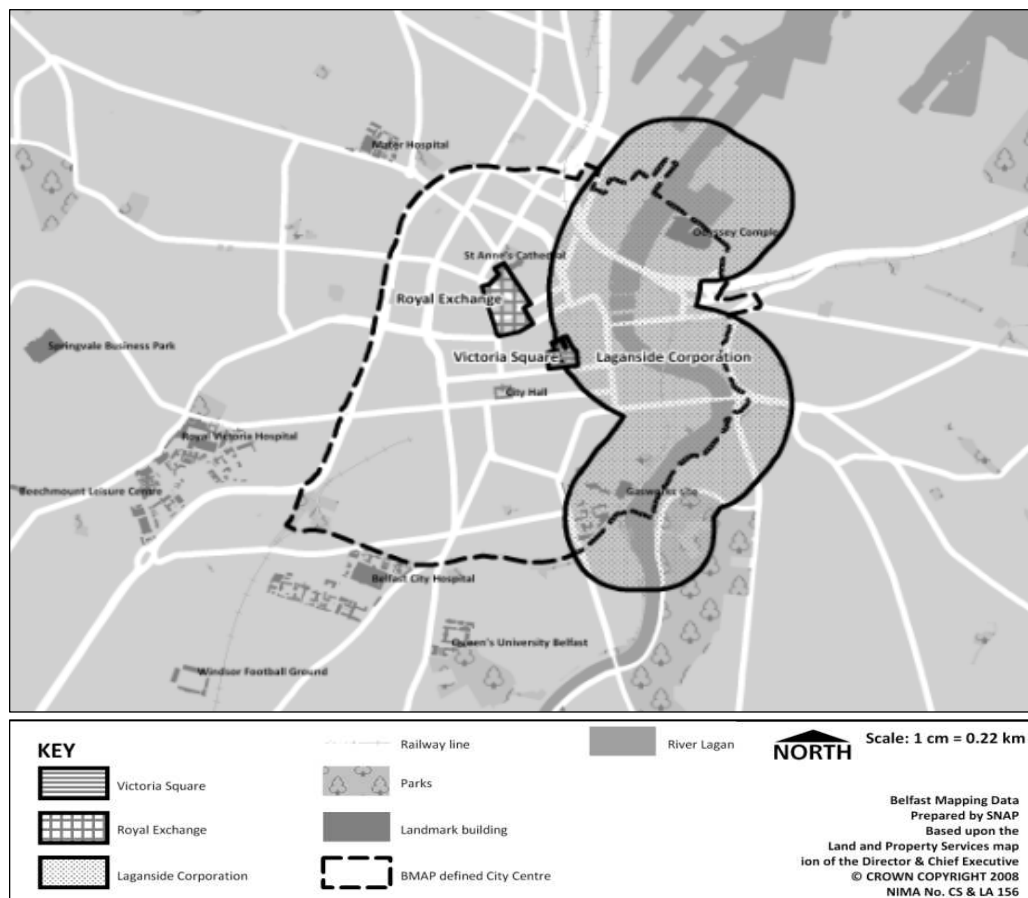 Mater Hospital
Odyssey Comple
St Anne's Cathedral
Royal Exchange
Springvale Business Park
Victoria Square
Laganside Corporation
City Hall
Royal Victoria Hospital
Beechmount Leisure Centre
Gasworks site
Belfast City Hospital
Queen's University Belfast
Windsor Football Ground
KEY
Victoria Square
Royal Exchange
Laganside Corporation
Railway line
Parks
Landmark building
BMAP defined City Centre
River Lagan
NORTH
Scale: 1 cm = 0.22 km
Belfast Mapping Data
Prepared by SNAP
Based upon the
Land and Property Services map
ion of the Director & Chief Executive
© CROWN COPYRIGHT 2008
NIMA No. CS & LA 156